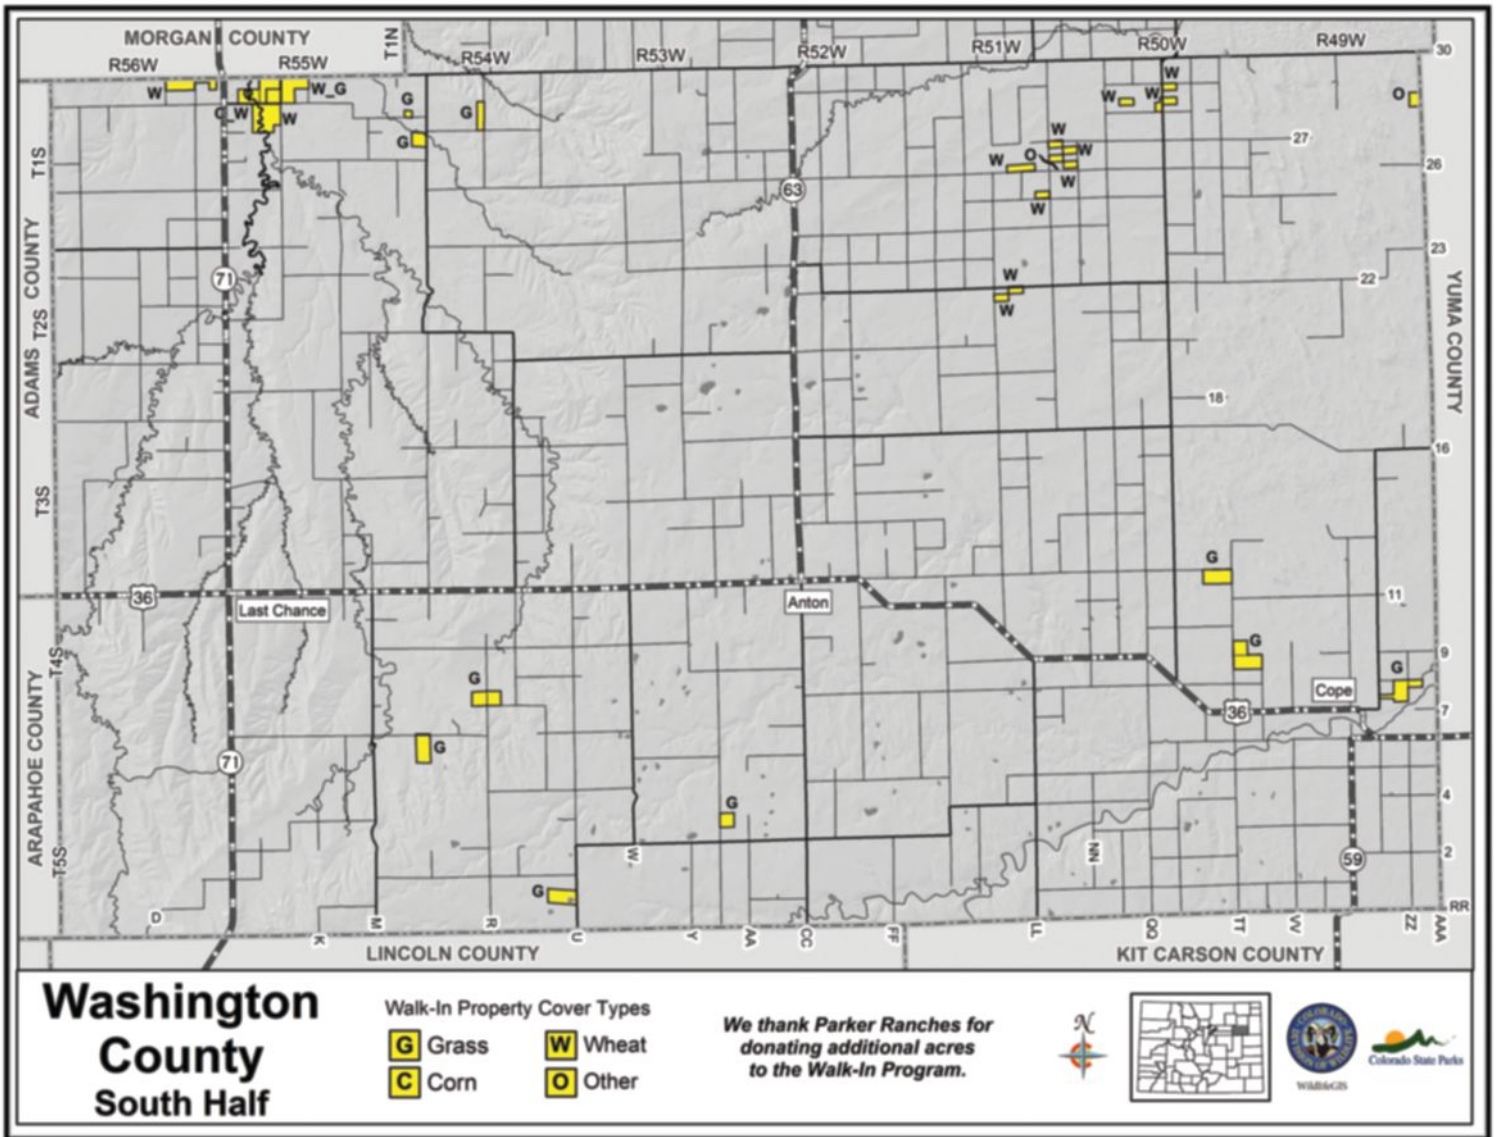 MORGAN COUNTY
T1N
R56W
R55W
R54W
R53W
R52W
R51W
R50W
R49W
30
W
W_G
G
G
W
W
W
O
C_W
W
G
27
W
O
W
W
26
W
W
T1S
63
23
71
W
22
W
ADAMS COUNTY
T2S
YUMA COUNTY
18
16
T3S
G
11
36
Last Chance
Anton
G
9
T4S
G
G
Cope
36
7
G
71
ARAPAHOE COUNTY
4
G
W
NN
2
59
T5S
G
D
K
M
R
U
Y
AA
CC
FF
LL
QQ
TT
VV
ZZ
AAA
RR
LINCOLN COUNTY
KIT CARSON COUNTY
Washington
County
South Half
Walk-In Property Cover Types
G Grass
W Wheat
C Corn
O Other
We thank Parker Ranches for
donating additional acres
to the Walk-In Program.
N
WildlifeGIS
Colorado State Parks